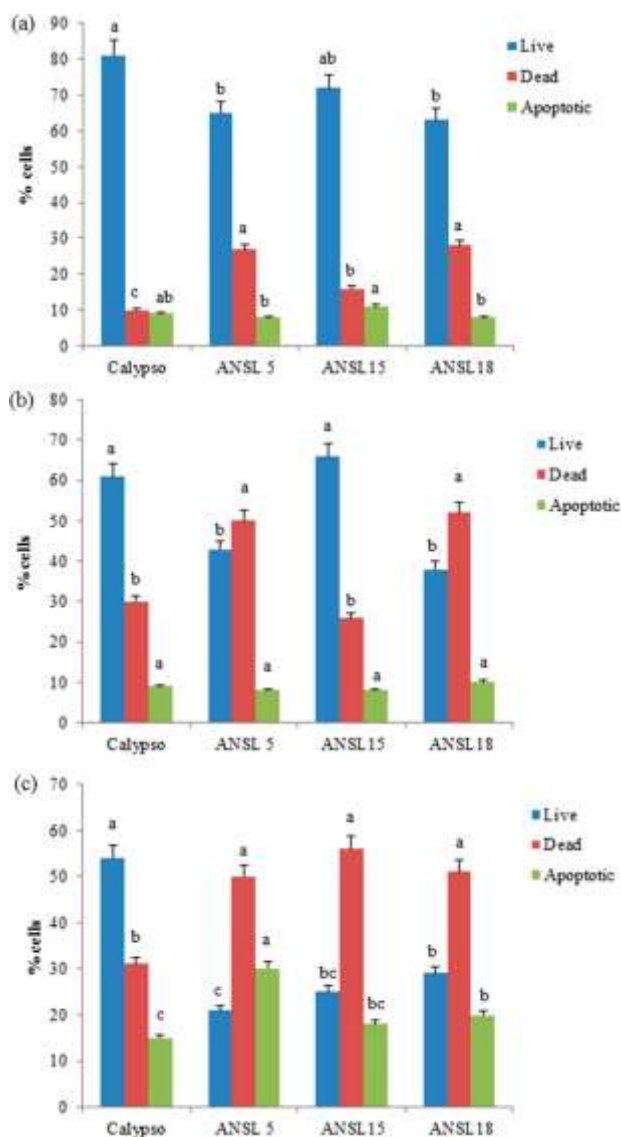 (a)
90
80
70
60
50
40
30
20
10
0
% cells
a
c
ab
b
a
b
ab
b
a
b
a
b
Calypso
ANSL 5
ANSL15
ANSL18
Live
Dead
Apoptotic
(b)
80
70
60
50
40
30
20
10
0
%cells
a
b
a
b
a
a
a
b
a
b
a
a
Calypso
ANSL 5
ANSL15
ANSL18
Live
Dead
Apoptotic
(c)
70
60
50
40
30
20
10
0
%cells
a
b
c
c
a
a
bc
a
bc
b
a
b
Calypso
ANSL 5
ANSL15
ANSL18
Live
Dead
Apoptotic